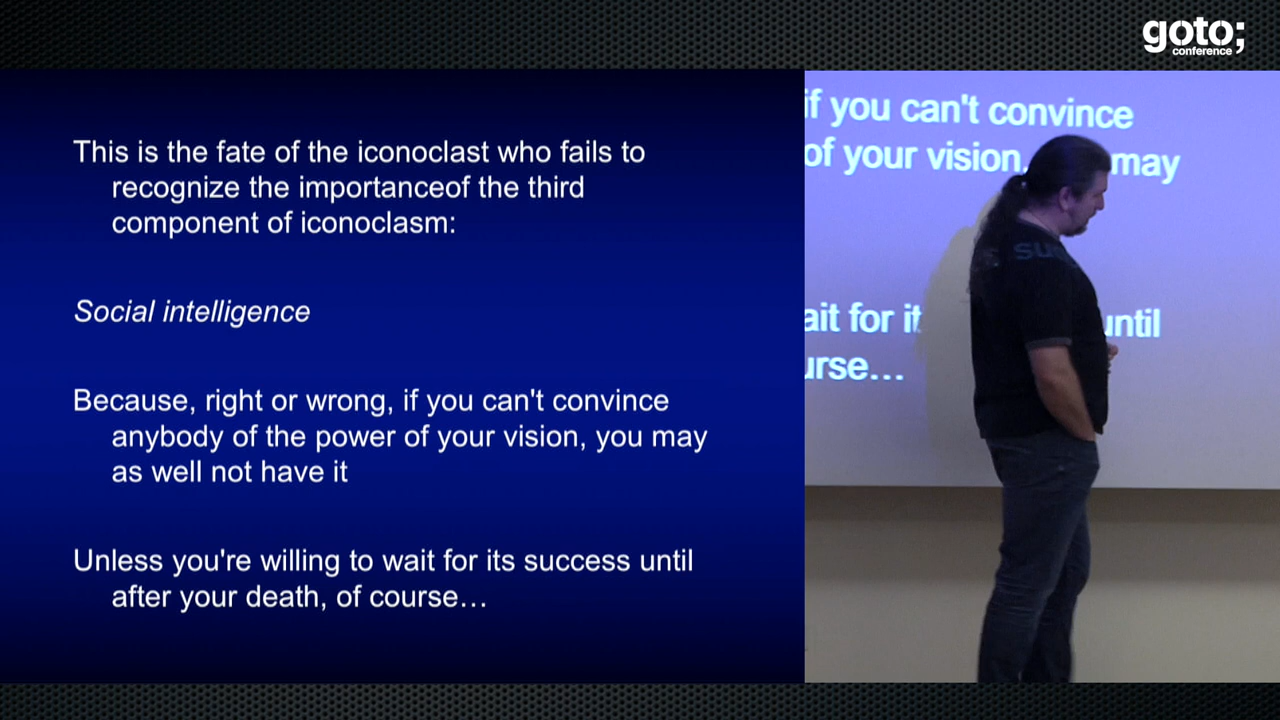 goto;
conference
This is the fate of the iconoclast who fails to
recognize the importanceof the third
component of iconoclasm:
Social intelligence
Because, right or wrong, if you can't convince
anybody of the power of your vision, you may
as well not have it
Unless you're willing to wait for its success until
after your death, of course…
if you can't convince
of your vision, may
ait for it until
urse…